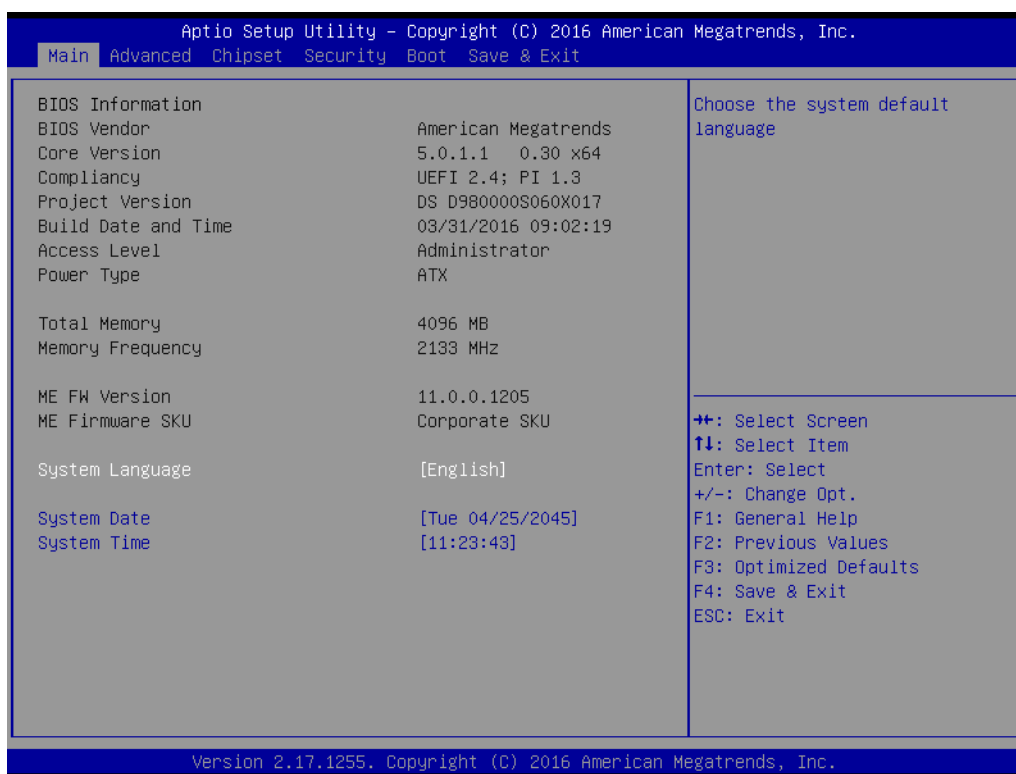 Aptio Setup Utility – Copyright (C) 2016 American Megatrends, Inc.
Main Advanced Chipset Security Boot Save & Exit
BIOS Information
BIOS Vendor American Megatrends
Core Version 5.0.1.1 0.30 x64
Compliancy UEFI 2.4; PI 1.3
Project Version DS D980000S060X017
Build Date and Time 03/31/2016 09:02:19
Access Level Administrator
Power Type ATX
Total Memory 4096 MB
Memory Frequency 2133 MHz
ME FW Version 11.0.0.1205
ME Firmware SKU Corporate SKU
System Language [English]
System Date [Tue 04/25/2045]
System Time [11:23:43]
Choose the system default
language
→←: Select Screen
↑↓: Select Item
Enter: Select
+/-: Change Opt.
F1: General Help
F2: Previous Values
F3: Optimized Defaults
F4: Save & Exit
ESC: Exit
Version 2.17.1255. Copyright (C) 2016 American Megatrends, Inc.